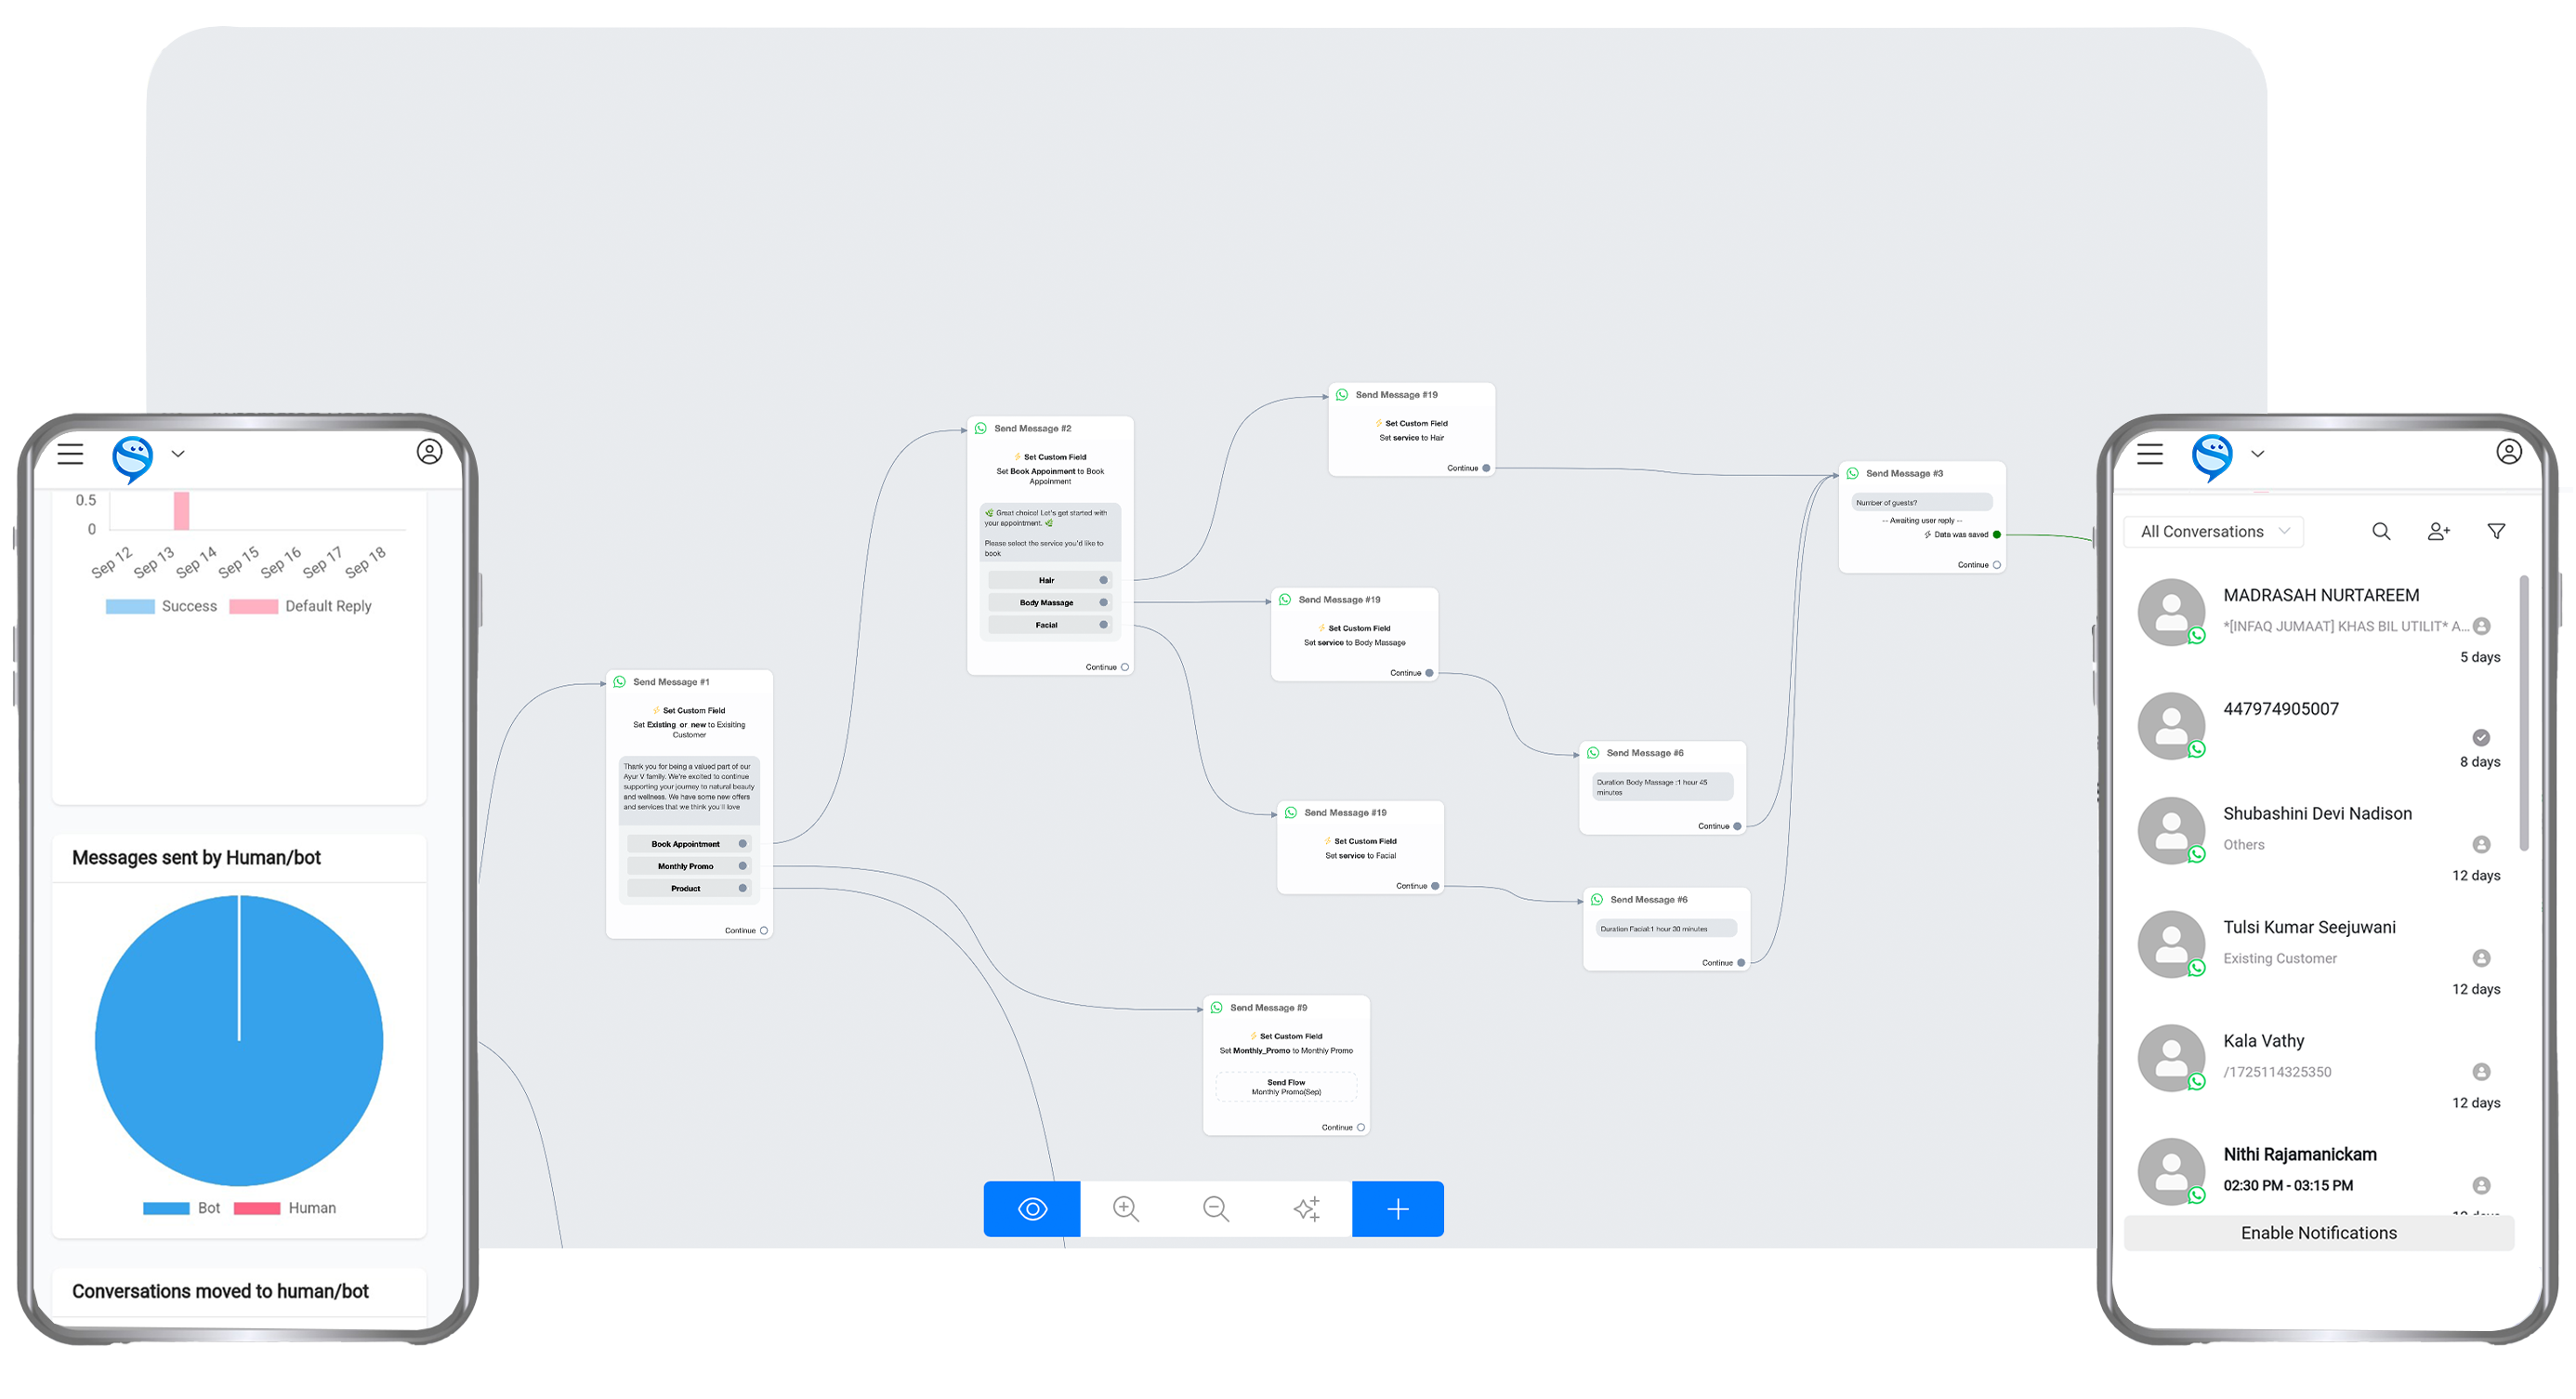 0.5
0
Sep 12
Sep 13
Sep 14
Sep 15
Sep 16
Sep 17
Sep 18
Success
Default Reply
Messages sent by Human/bot
Bot
Human
Conversations moved to human/bot
Send Message #1
Set Custom Field
Set Existing_or_new to Exisiting
Customer
Thank you for being a valued part of our
Ayur V family. We're excited to continue
supporting your journey to natural beauty
and wellness. We have some new offers
and services that we think you'll love
Book Appointment
Monthly Promo
Product
Continue
Send Message #2
Set Custom Field
Set Book Appoinment to Book
Appoinment
🌿 Great choice! Let's get started with
your appointment. 🌿
Please select the service you'd like to
book
Hair
Body Massage
Facial
Continue
Send Message #19
Set Custom Field
Set service to Hair
Continue
Send Message #19
Set Custom Field
Set service to Body Massage
Continue
Send Message #19
Set Custom Field
Set service to Facial
Continue
Send Message #6
Duration Body Massage :1 hour 45
minutes
Continue
Send Message #6
Duration Facial:1 hour 30 minutes
Continue
Send Message #9
Set Custom Field
Set Monthly_Promo to Monthly Promo
Send Flow
Monthly Promo(Sep)
Continue
Send Message #3
Number of guests?
-- Awaiting user reply --
Data was saved
Continue
All Conversations
MADRASAH NURTAREEM
*[INFAQ JUMAAT] KHAS BIL UTILIT* A...
5 days
447974905007
8 days
Shubashini Devi Nadison
Others
12 days
Tulsi Kumar Seejuwani
Existing Customer
12 days
Kala Vathy
/1725114325350
12 days
Nithi Rajamanickam
02:30 PM - 03:15 PM
Enable Notifications